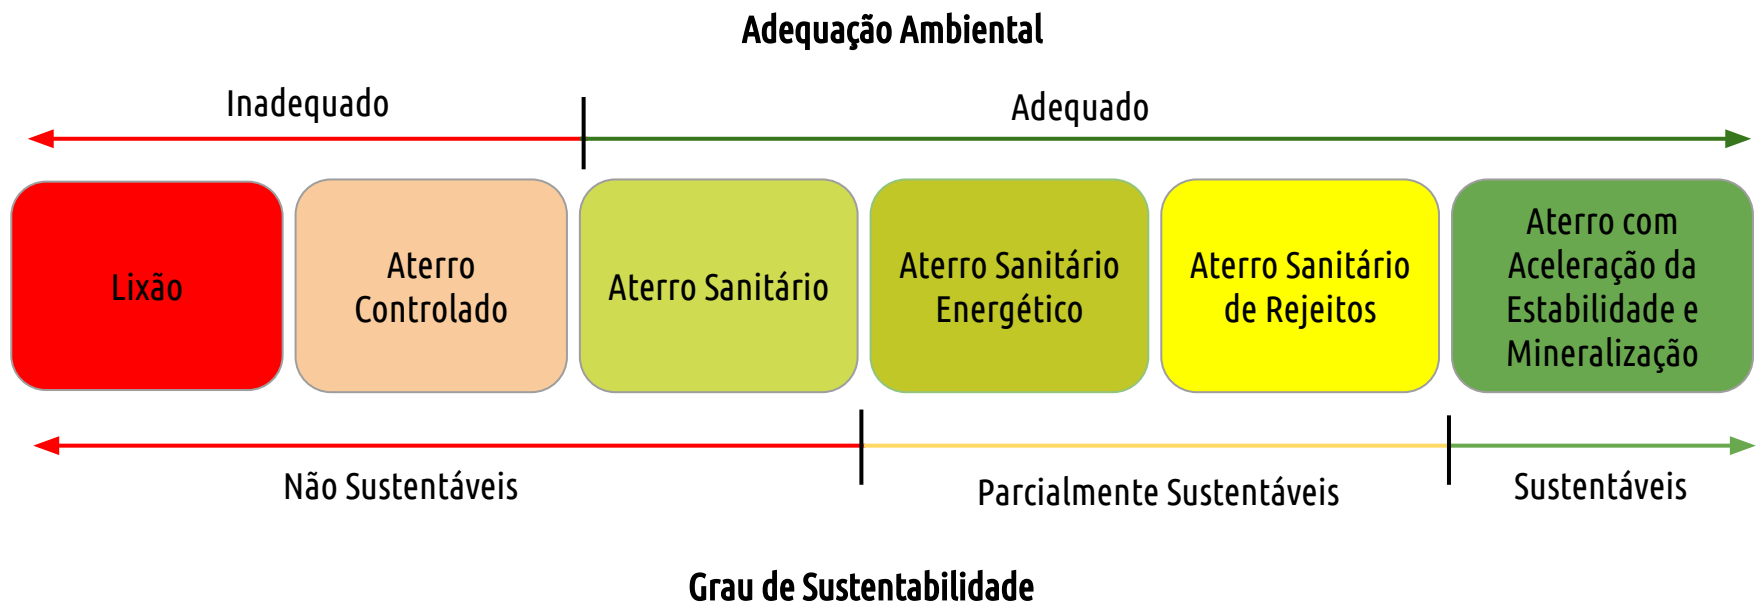 Adequação Ambiental
Inadequado
Adequado
Lixão
Aterro
Controlado
Aterro Sanitário
Aterro Sanitário
Energético
Aterro Sanitário
de Rejeitos
Aterro com
Aceleração da
Estabilidade e
Mineralização
Não Sustentáveis
Parcialmente Sustentáveis
Sustentáveis
Grau de Sustentabilidade